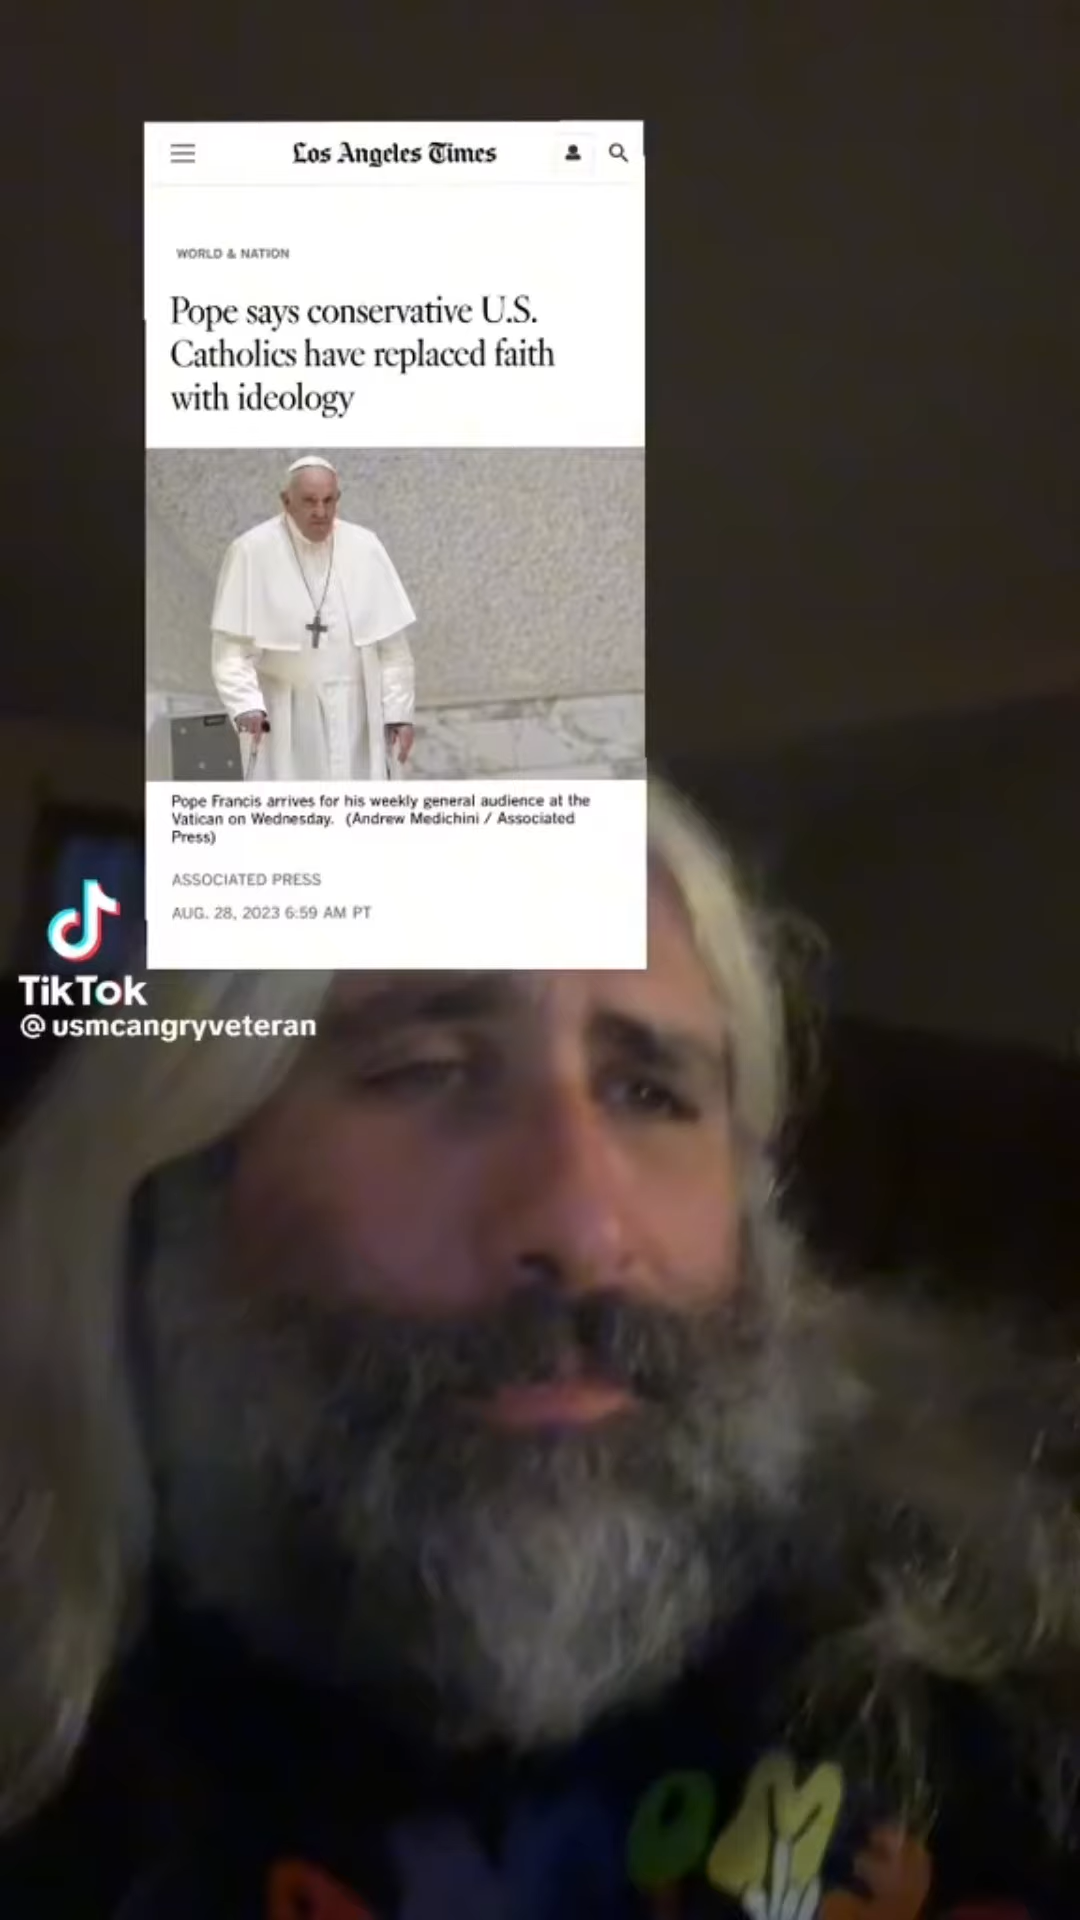 Los Angeles Times
WORLD & NATION
Pope says conservative U.S.
Catholics have replaced faith
with ideology
Pope Francis arrives for his weekly general audience at the
Vatican on Wednesday. (Andrew Medichini / Associated
Press)
ASSOCIATED PRESS
AUG. 28, 2023 6:59 AM PT
TikTok
@usmcangryveteran